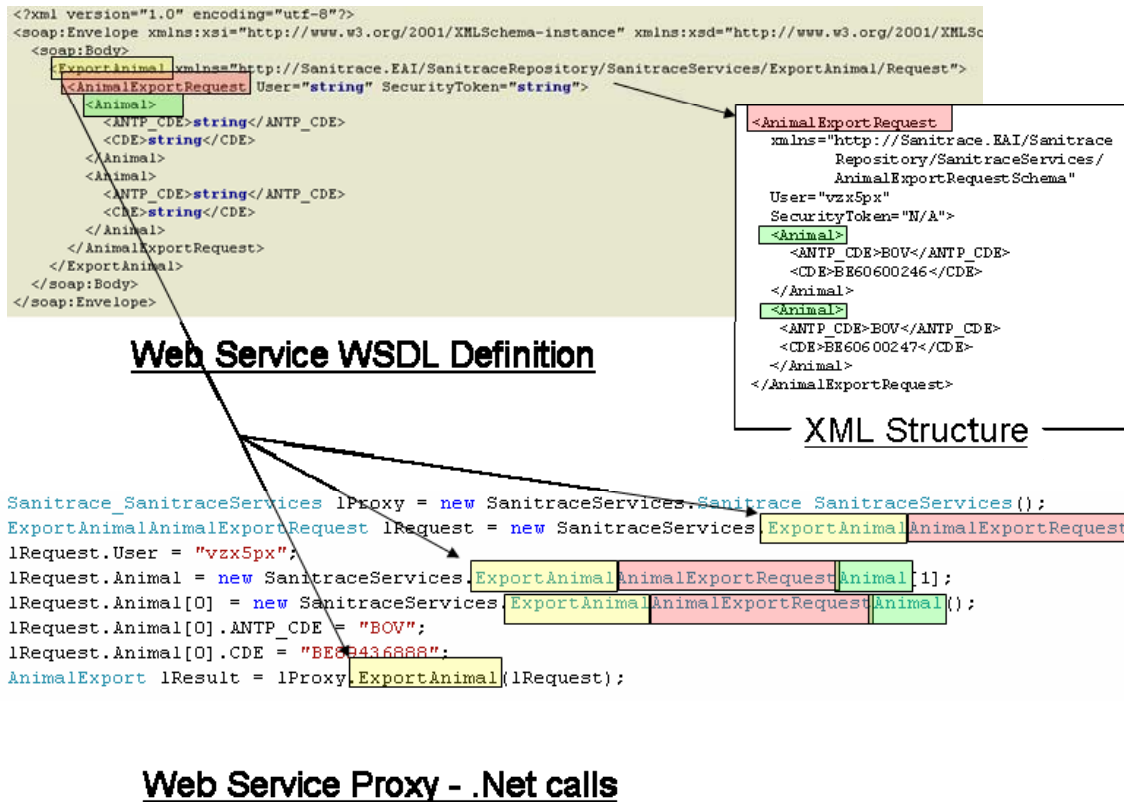 <?xml version="1.0" encoding="utf-8"?>
<soap:Envelope xmlns:xsi="http://www.w3.org/2001/XMLSchema-instance" xmlns:xsd="http://www.w3.org/2001/XMLSc
<soap:Body>
<ExportAnimal xmlns="http://Sanitrace.EAI/SanitraceRepository/SanitraceServices/ExportAnimal/Request">
<AnimalExportRequest User="string" SecurityToken="string">
<Animal>
<ANTP_CDE>string</ANTP_CDE>
<CDE>string</CDE>
</Animal>
<Animal>
<ANTP_CDE>string</ANTP_CDE>
<CDE>string</CDE>
</Animal>
</AnimalExportRequest>
</ExportAnimal>
</soap:Body>
</soap:Envelope>
Web Service WSDL Definition
<AnimalExportRequest
xmlns="http://Sanitrace.EAI/Sanitrace
Repository/SanitraceServices/
AnimalExportRequestSchema"
User="vzx5px"
SecurityToken="N/A">
<Animal>
<ANTP_CDE>BOV</ANTP_CDE>
<CDE>BE60600246</CDE>
</Animal>
<Animal>
<ANTP_CDE>BOV</ANTP_CDE>
<CDE>BE60600247</CDE>
</Animal>
</AnimalExportRequest>
XML Structure
Sanitrace_SanitraceServices lProxy = new SanitraceServices.Sanitrace_SanitraceServices();
ExportAnimalAnimalExportRequest lRequest = new SanitraceServices.ExportAnimalAnimalExportRequest
lRequest.User = "vzx5px";
lRequest.Animal = new SanitraceServices.ExportAnimalAnimalExportRequestAnimal[1];
lRequest.Animal[0] = new SanitraceServices.ExportAnimalAnimalExportRequestAnimal();
lRequest.Animal[0].ANTP_CDE = "BOV";
lRequest.Animal[0].CDE = "BE89436888";
AnimalExport lResult = lProxy.ExportAnimal(lRequest);
Web Service Proxy - .Net calls